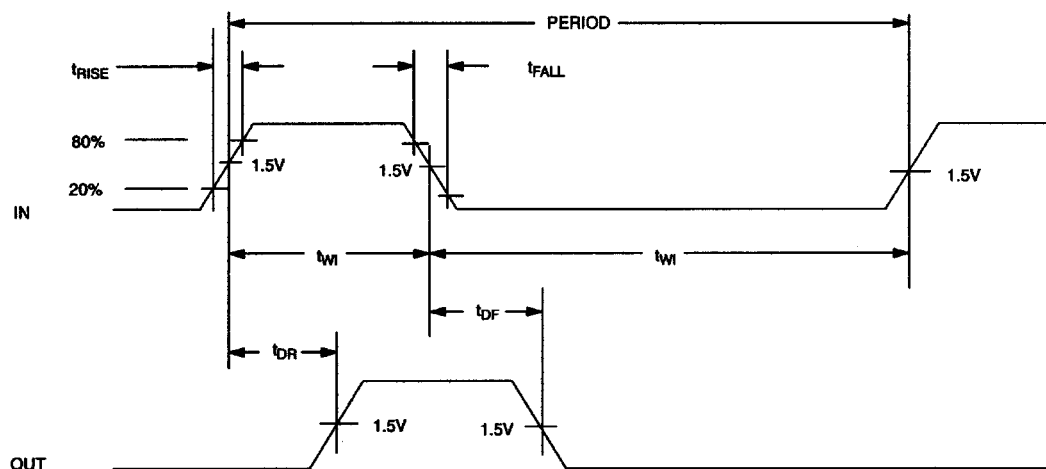 PERIOD
tRISE
tFALL
80%
1.5V
1.5V
20%
1.5V
IN
tWI
tWI
tDF
tDR
1.5V
1.5V
OUT